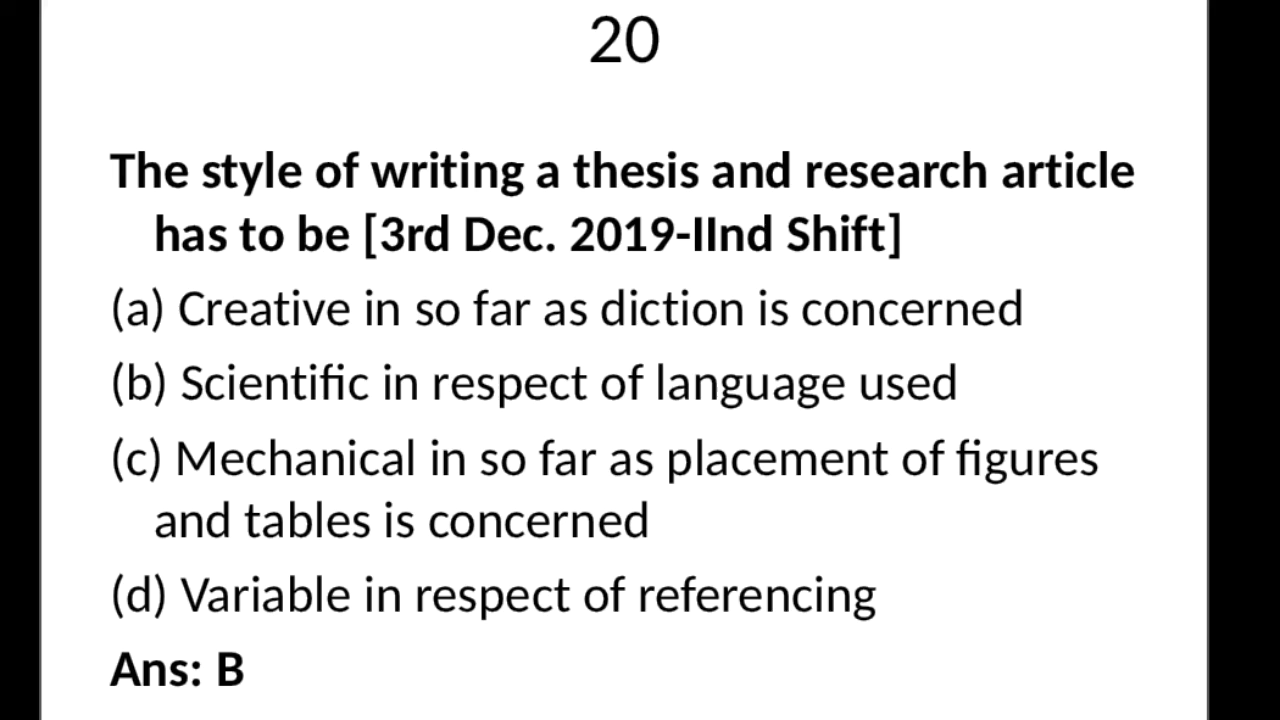 20
The style of writing a thesis and research article
has to be [3rd Dec. 2019-IInd Shift]
(a) Creative in so far as diction is concerned
(b) Scientific in respect of language used
(c) Mechanical in so far as placement of figures
and tables is concerned
(d) Variable in respect of referencing
Ans: B